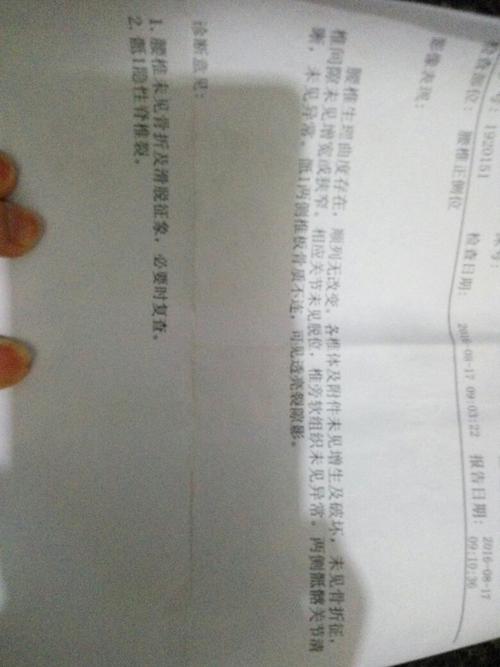 号: 1920151
检查部位: 腰椎正侧位 检查日期: 2016-08-17 09:03:22 报告日期: 2016-08-17
09:10:36
影像表现:
腰椎生理曲度存在，顺列无改变。各椎体及附件未见增生及破坏，未见骨折征，
椎间隙未见增宽或狭窄。相应关节未见脱位，椎旁软组织未见异常。两侧骶髂关节清
晰，未见异常。骶1两侧椎板骨质不连，可见透亮裂隙影。
诊断意见:
1、腰椎未见骨折及滑脱征象，必要时复查。
2、骶1隐性脊椎裂。